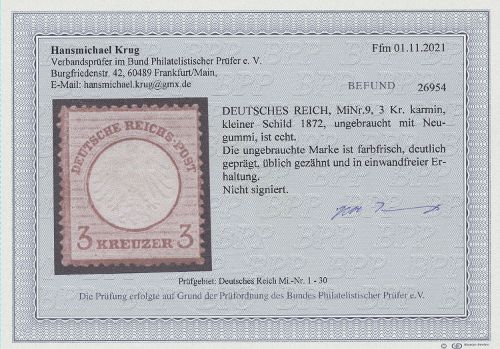 Hansmichael Krug
Ffm 01.11.2021
Verbandsprüfer im Bund Philatelistischer Prüfer e. V.
Burgfriedenstr. 42, 60489 Frankfurt/Main,
E-Mail: hansmichael.krug@gmx.de
BEFUND 26954
DEUTSCHES REICH, MiNr.9, 3 Kr. karmin,
kleiner Schild 1872, ungebraucht mit Neu-
gummi, ist echt.
Die ungebrauchte Marke ist farbfrisch, deutlich
geprägt, üblich gezähnt und in einwandfreier Er-
haltung.
Nicht signiert.
DEUTSCHE REICHS-POST
3 KREUZER 3
Prüfgebiet: Deutsches Reich Mi.-Nr. 1 - 30
Die Prüfung erfolgte auf Grund der Prüfordnung des Bundes Philatelistischer Prüfer e.V.
BPP